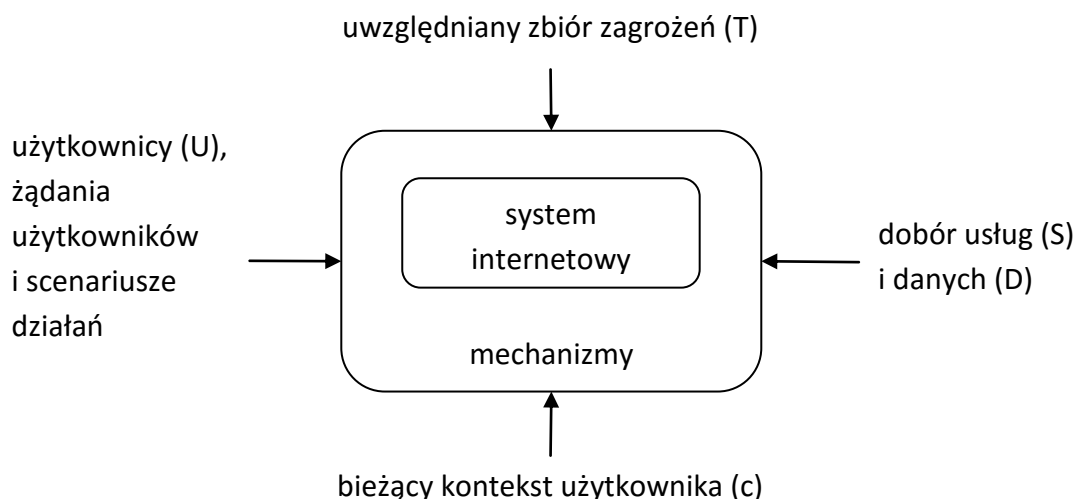 uwzględniany zbiór zagrożeń (T)
użytkownicy (U),
żądania
użytkowników
i scenariusze
działań
system
internetowy
mechanizmy
dobór usług (S)
i danych (D)
bieżący kontekst użytkownika (c)